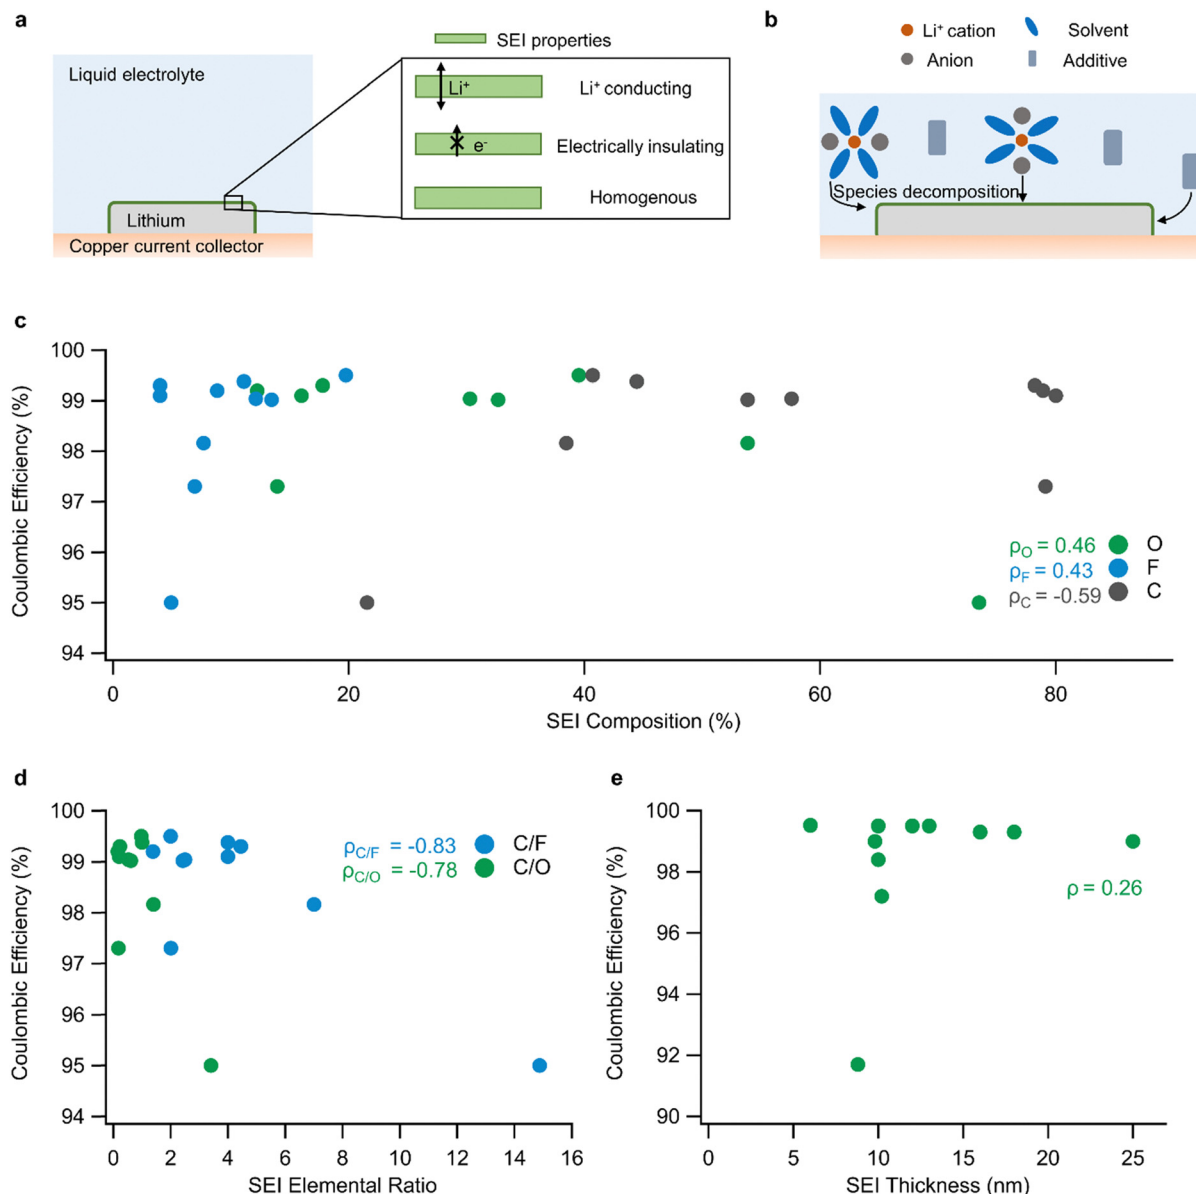 a
SEI properties
Liquid electrolyte
Li⁺
Li⁺ conducting
e⁻
Electrically insulating
Homogenous
Lithium
Copper current collector
b
Li⁺ cation
Solvent
Anion
Additive
Species decomposition
c
Coulombic Efficiency (%)
100
99
98
97
96
95
94
ρO = 0.46 O
ρF = 0.43 F
ρC = -0.59 C
0 20 40 60 80
SEI Composition (%)
d
Coulombic Efficiency (%)
100
99
98
97
96
95
94
ρC/F = -0.83 C/F
ρC/O = -0.78 C/O
0 2 4 6 8 10 12 14 16
SEI Elemental Ratio
e
Coulombic Efficiency (%)
100
98
96
94
92
90
ρ = 0.26
0 5 10 15 20 25
SEI Thickness (nm)